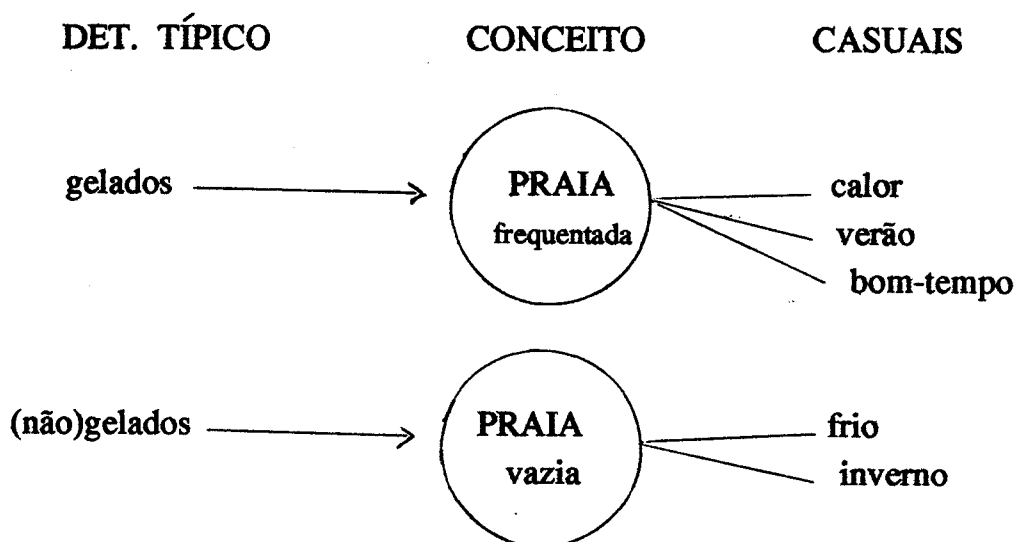 DET. TÍPICO CONCEITO CASUAIS
gelados PRAIA calor
frequentada verão
bom-tempo
(não)gelados PRAIA frio
vazia inverno